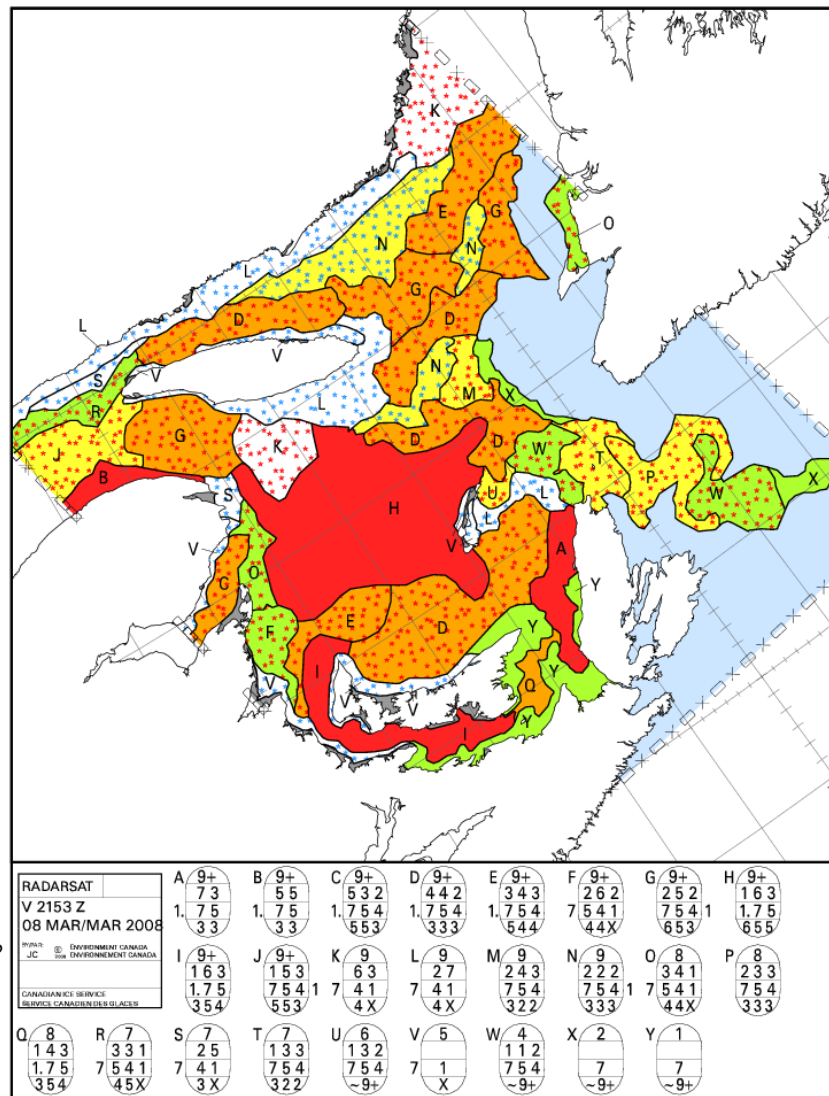 K
E
G
O
N
N
L
G
D
D
L
V
N
S
V
M
X
R
L
G
K
D
D
W
J
T
P
X
B
S
U
L
W
H
L
V
V
A
C
O
Y
E
F
D
Y
I
Y
V
V
V
Q
Y
I
RADARSAT
V 2153 Z
08 MAR/MAR 2008
BY/PAR:
JC
© 2008
ENVIRONMENT CANADA
ENVIRONNEMENT CANADA
CANADIAN ICE SERVICE
SERVICE CANADIEN DES GLACES
A 9+
7 3
1. 7 5
3 3
B 9+
5 5
1. 7 5
3 3
C 9+
5 3 2
1. 7 5 4
5 5 3
D 9+
4 4 2
1. 7 5 4
3 3 3
E 9+
3 4 3
1. 7 5 4
5 4 4
F 9+
2 6 2
7 5 4 1
4 4 X
G 9+
2 5 2
7 5 4 1
6 5 3
H 9+
1 6 3
1. 7 5
6 5 5
I 9+
1 6 3
1. 7 5
3 5 4
J 9+
1 5 3
7 5 4 1
5 5 3
K 9
6 3
7 4 1
4 X
L 9
2 7
7 4 1
4 X
M 9
2 4 3
7 5 4
3 2 2
N 9
2 2 2
7 5 4 1
3 3 3
O 8
3 4 1
7 5 4 1
4 4 X
P 8
2 3 3
7 5 4
3 3 3
Q 8
1 4 3
1. 7 5
3 5 4
R 7
3 3 1
7 5 4 1
4 5 X
S 7
2 5
7 4 1
3 X
T 7
1 3 3
7 5 4
3 2 2
U 6
1 3 2
7 5 4
~9+
V 5
7 1
X
W 4
1 1 2
7 5 4
~9+
X 2
7
~9+
Y 1
7
~9+